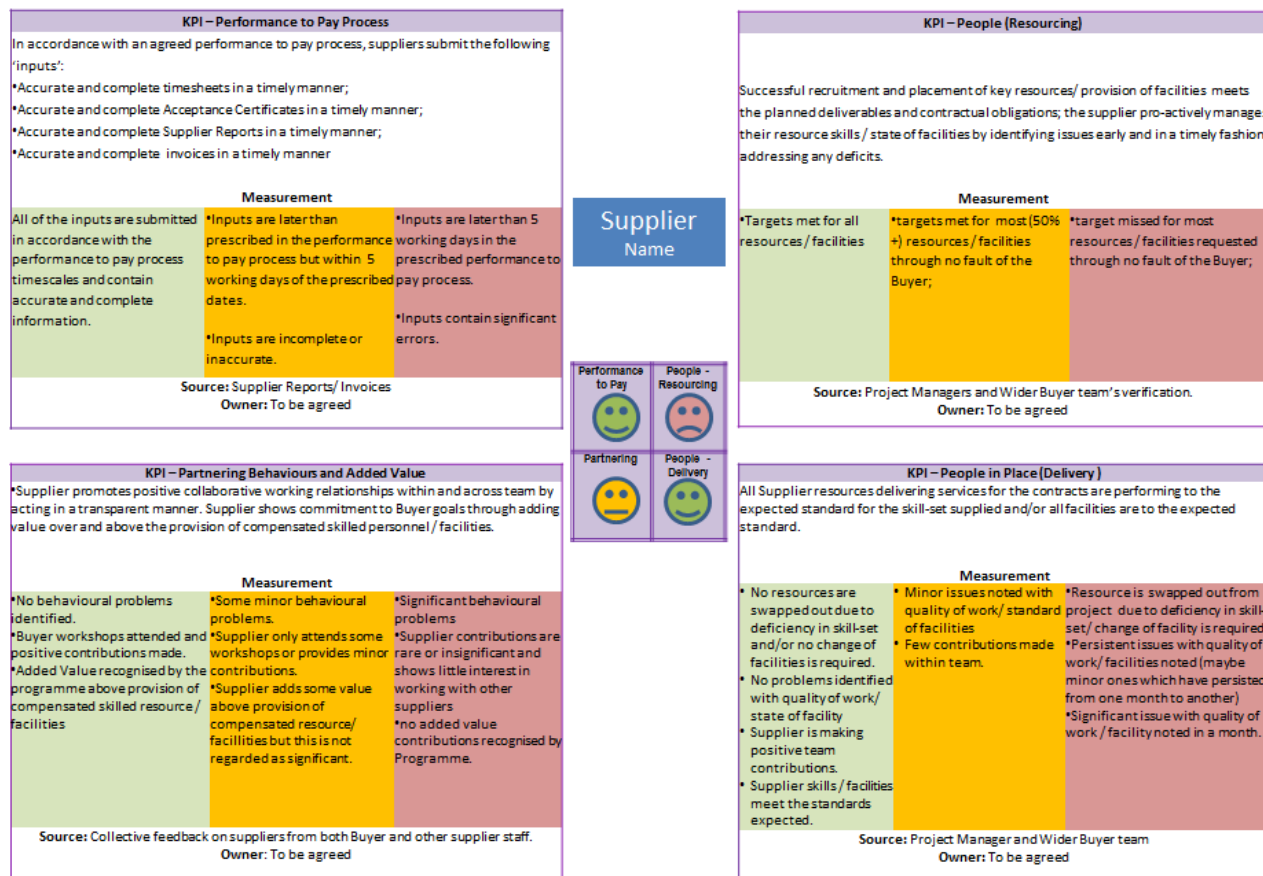 KPI – Performance to Pay Process
In accordance with an agreed performance to pay process, suppliers submit the following
'inputs':
•Accurate and complete timesheets in a timely manner;
•Accurate and complete Acceptance Certificates in a timely manner;
•Accurate and complete Supplier Reports in a timely manner;
•Accurate and complete invoices in a timely manner
Measurement
All of the inputs are submitted
in accordance with the
performance to pay process
timescales and contain
accurate and complete
information.
•Inputs are later than
prescribed in the performance
to pay process but within 5
working days of the prescribed
dates.
•Inputs are incomplete or
inaccurate.
•Inputs are later than 5
working days in the
prescribed performance to
pay process.
•Inputs contain significant
errors.
Source: Supplier Reports/ Invoices
Owner: To be agreed
KPI – People (Resourcing)
Successful recruitment and placement of key resources/ provision of facilities meets
the planned deliverables and contractual obligations; the supplier pro-actively manages
their resource skills / state of facilities by identifying issues early and in a timely fashion
addressing any deficits.
Measurement
•Targets met for all
resources / facilities
•targets met for most (50%
+) resources / facilities
through no fault of the
Buyer;
•target missed for most
resources / facilities requested
through no fault of the Buyer;
Source: Project Managers and Wider Buyer team's verification.
Owner: To be agreed
Supplier
Name
Performance
to Pay
People -
Resourcing
Partnering
People -
Delivery
KPI – Partnering Behaviours and Added Value
•Supplier promotes positive collaborative working relationships within and across team by
acting in a transparent manner. Supplier shows commitment to Buyer goals through adding
value over and above the provision of compensated skilled personnel / facilities.
Measurement
•No behavioural problems
identified.
•Buyer workshops attended and
positive contributions made.
•Added Value recognised by the
programme above provision of
compensated skilled resource /
facilities
•Some minor behavioural
problems.
•Supplier only attends some
workshops or provides minor
contributions.
•Supplier adds some value
above provision of
compensated resource/
facillities but this is not
regarded as significant.
•Significant behavioural
problems
•Supplier contributions are
rare or insignificant and
shows little interest in
working with other
suppliers
•no added value
contributions recognised by
Programme.
Source: Collective feedback on suppliers from both Buyer and other supplier staff.
Owner: To be agreed
KPI – People in Place (Delivery )
All Supplier resources delivering services for the contracts are performing to the
expected standard for the skill-set supplied and/or all facilities are to the expected
standard.
Measurement
• No resources are
swapped out due to
deficiency in skill-set
and/or no change of
facilities is required.
• No problems identified
with quality of work/
state of facility
• Supplier is making
positive team
contributions.
• Supplier skills / facilities
meet the standards
expected.
• Minor issues noted with
quality of work/ standard
of facilities
• Few contributions made
within team.
•Resource is swapped out from
project due to deficiency in skill-
set/ change of facility is required
•Persistent issues with quality of
work/ facilities noted (maybe
minor ones which have persisted
from one month to another)
•Significant issue with quality of
work / facility noted in a month.
Source: Project Manager and Wider Buyer team
Owner: To be agreed